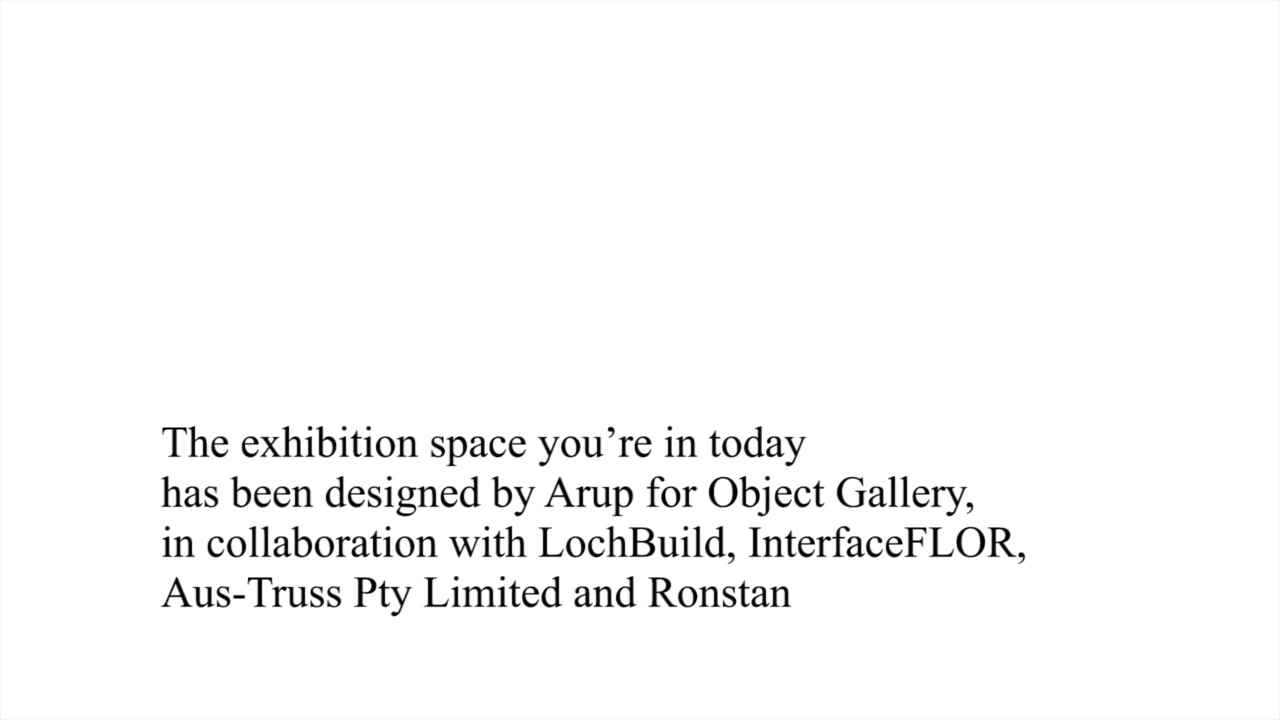 The exhibition space you’re in today
has been designed by Arup for Object Gallery,
in collaboration with LochBuild, InterfaceFLOR,
Aus-Truss Pty Limited and Ronstan